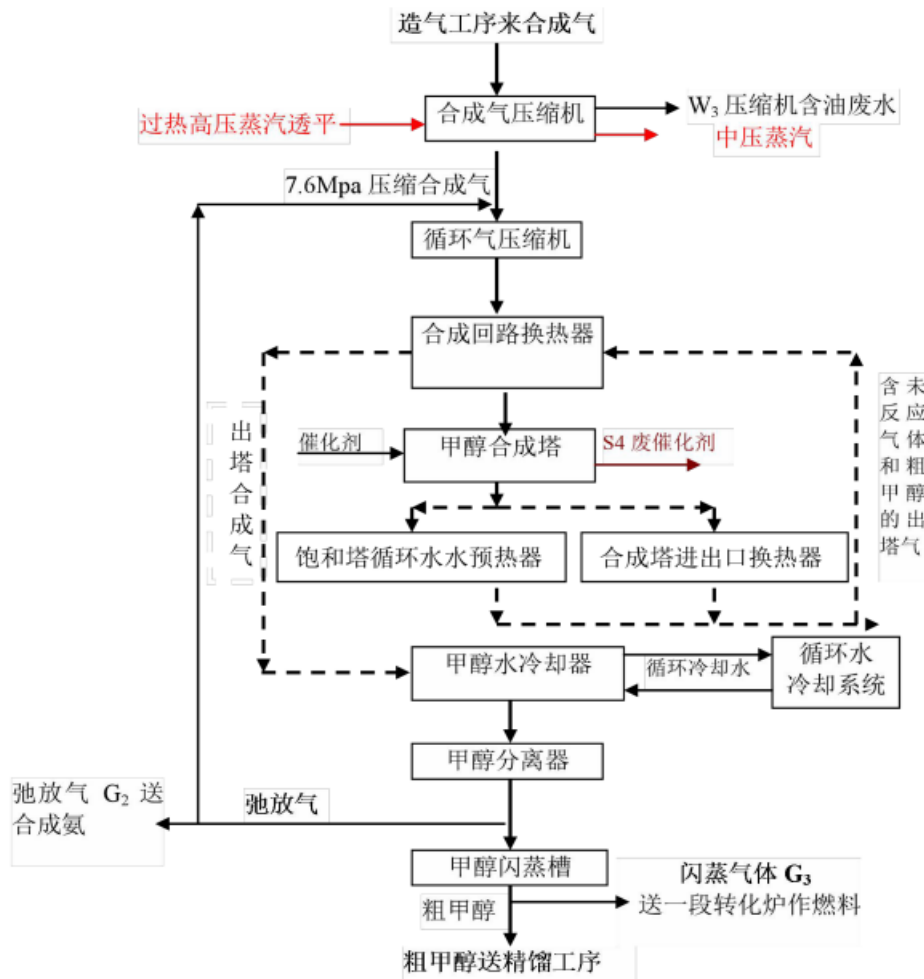 造气工序来合成气
过热高压蒸汽透平
合成气压缩机
W₃ 压缩机含油废水
中压蒸汽
7.6Mpa 压缩合成气
循环气压缩机
合成回路换热器
出塔合成气
催化剂
甲醇合成塔
S4 废催化剂
含未
反应
气体
和粗
甲醇
的出
塔气
饱和塔循环水水预热器
合成塔进出口换热器
甲醇水冷却器
循环冷却水
循环水
冷却系统
甲醇分离器
弛放气 G₂ 送
合成氨
弛放气
甲醇闪蒸槽
闪蒸气体 G₃
送一段转化炉作燃料
粗甲醇
粗甲醇送精馏工序